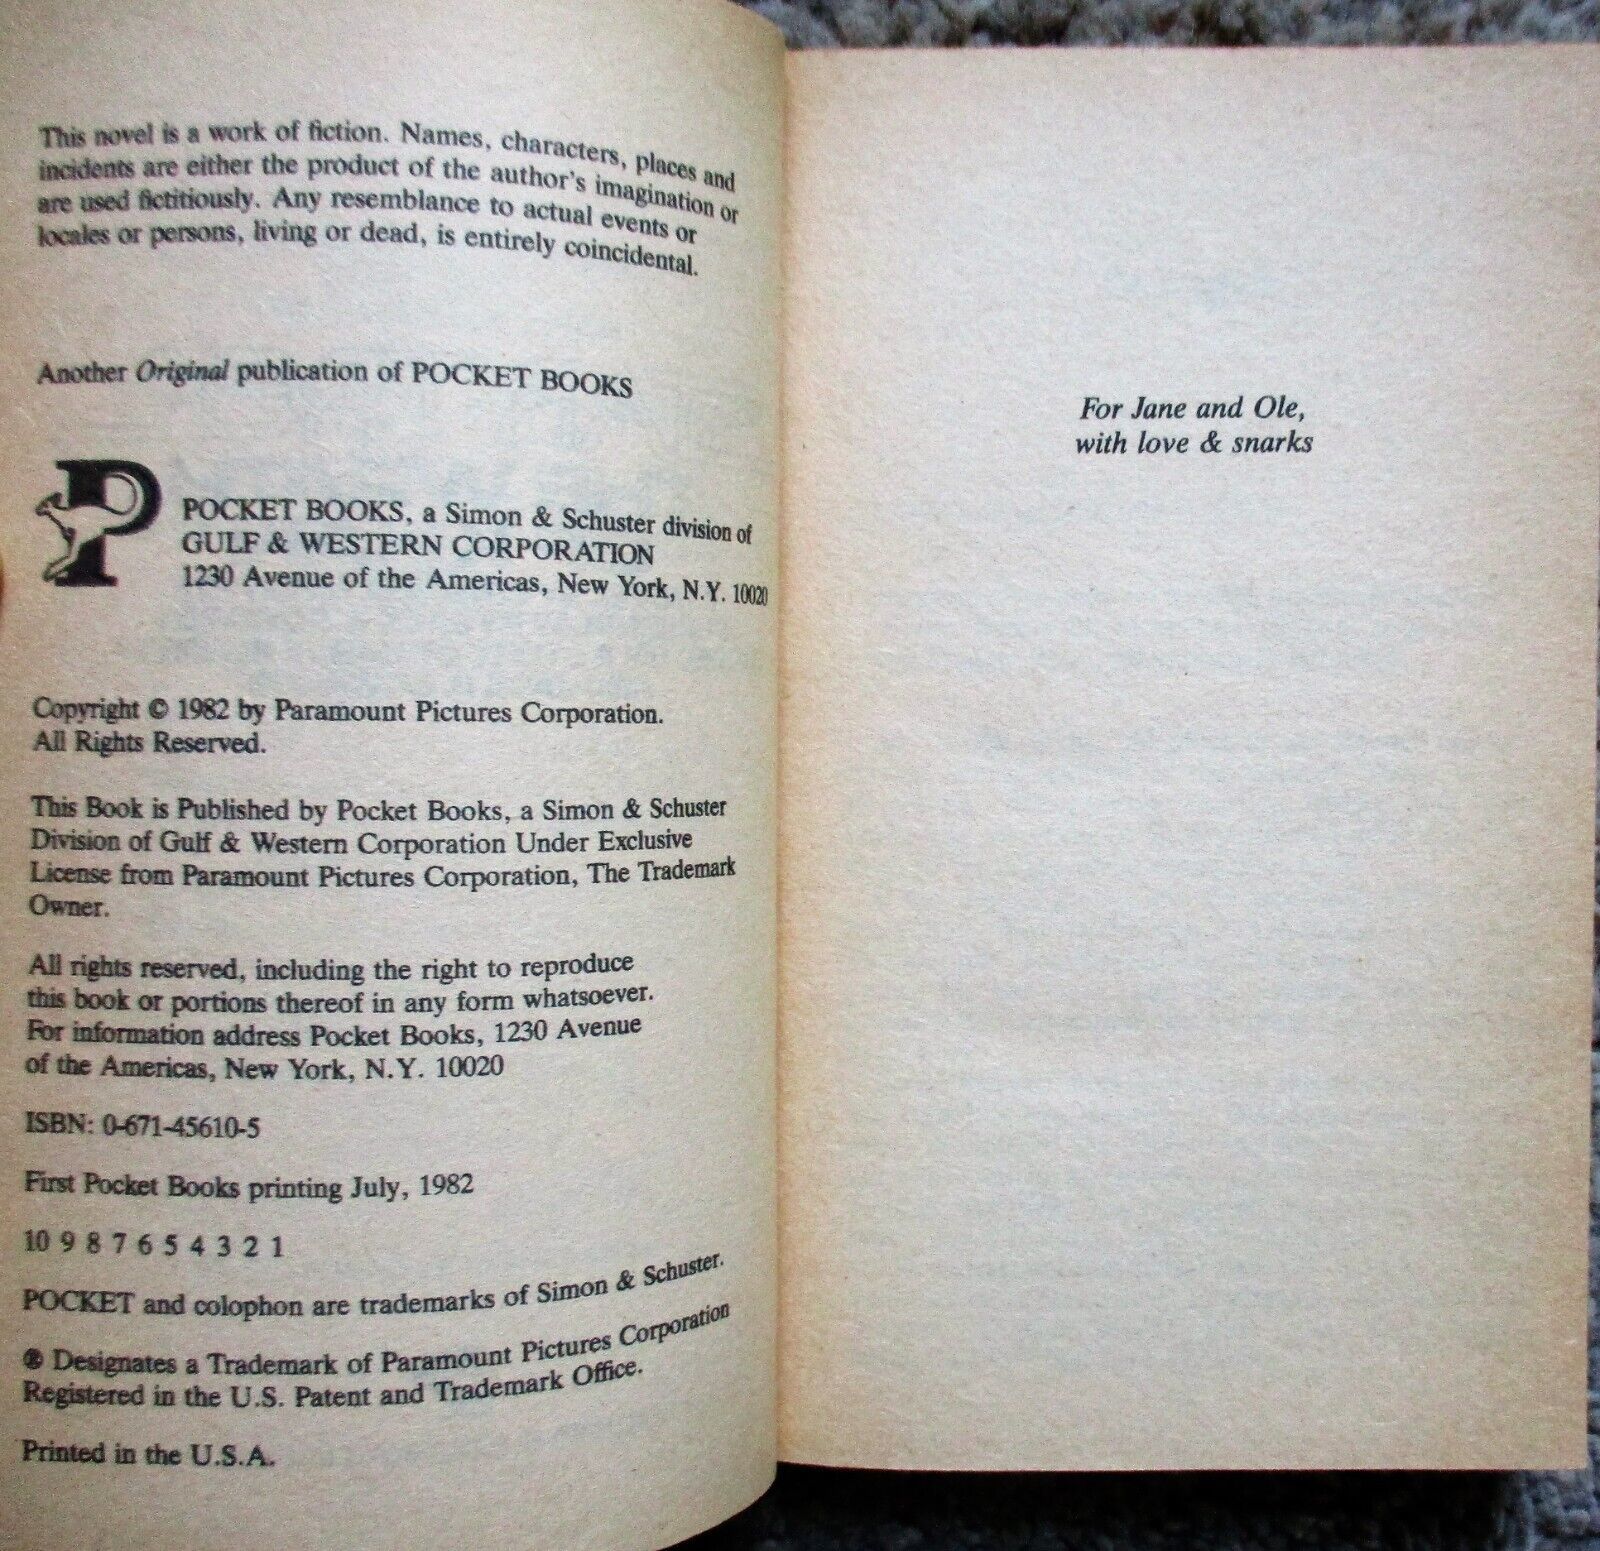 This novel is a work of fiction. Names, characters, places and
incidents are either the product of the author's imagination or
are used fictitiously. Any resemblance to actual events or
locales or persons, living or dead, is entirely coincidental.
Another Original publication of POCKET BOOKS
P
POCKET BOOKS, a Simon & Schuster division of
GULF & WESTERN CORPORATION
1230 Avenue of the Americas, New York, N.Y. 10020
Copyright © 1982 by Paramount Pictures Corporation.
All Rights Reserved.
This Book is Published by Pocket Books, a Simon & Schuster
Division of Gulf & Western Corporation Under Exclusive
License from Paramount Pictures Corporation, The Trademark
Owner.
All rights reserved, including the right to reproduce
this book or portions thereof in any form whatsoever.
For information address Pocket Books, 1230 Avenue
of the Americas, New York, N.Y. 10020
ISBN: 0-671-45610-5
First Pocket Books printing July, 1982
10 9 8 7 6 5 4 3 2 1
POCKET and colophon are trademarks of Simon & Schuster.
® Designates a Trademark of Paramount Pictures Corporation
Registered in the U.S. Patent and Trademark Office.
Printed in the U.S.A.
For Jane and Ole,
with love & snarks